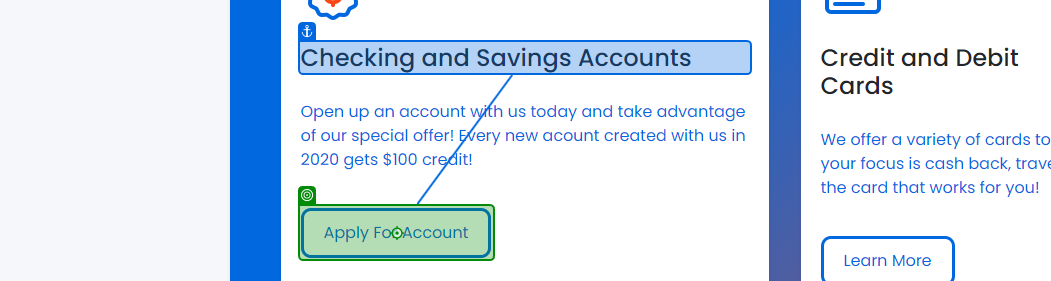 Checking and Savings Accounts
Open up an account with us today and take advantage
of our special offer! Every new acount created with us in
2020 gets $100 credit!
Apply For Account
Credit and Debit
Cards
We offer a variety of cards to
your focus is cash back, trave
the card that works for you!
Learn More